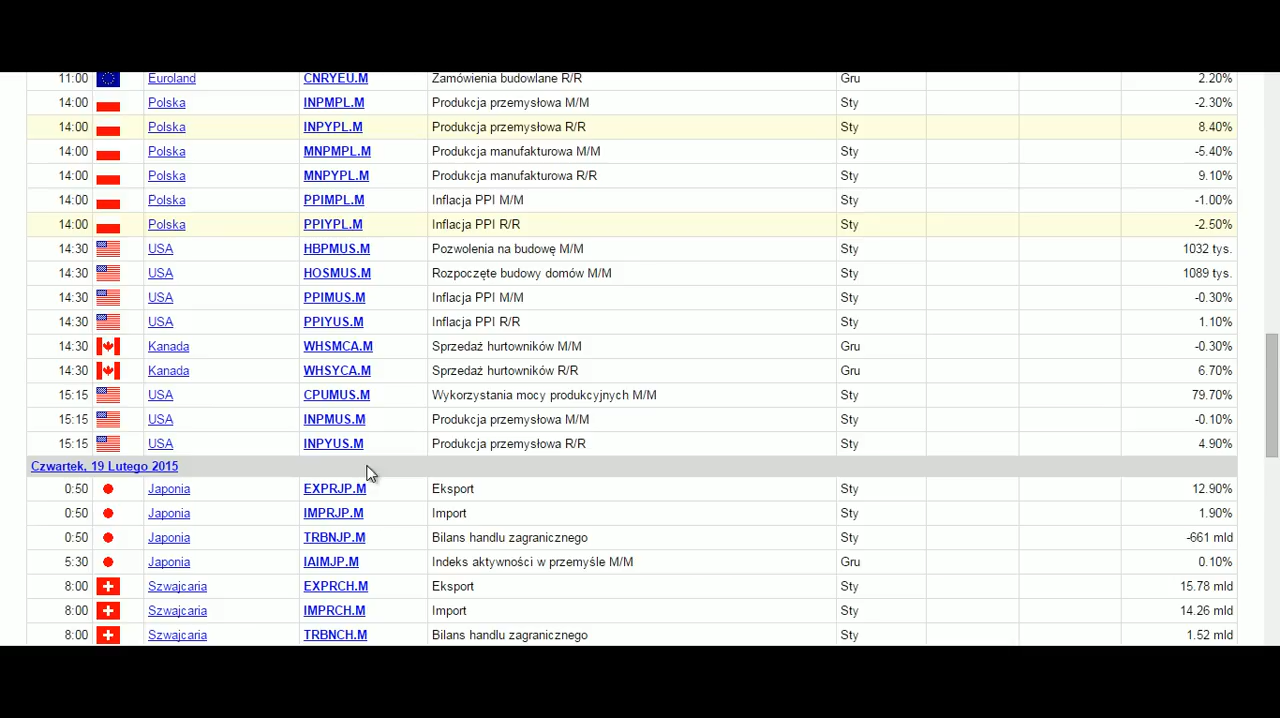 11:00 Euroland CNRYEU.M Zamówienia budowlane R/R Gru 2.20%
14:00 Polska INPMPL.M Produkcja przemysłowa M/M Sty -2.30%
14:00 Polska INPYPL.M Produkcja przemysłowa R/R Sty 8.40%
14:00 Polska MNPMPL.M Produkcja manufakturowa M/M Sty -5.40%
14:00 Polska MNPYPL.M Produkcja manufakturowa R/R Sty 9.10%
14:00 Polska PPIMPL.M Inflacja PPI M/M Sty -1.00%
14:00 Polska PPIYPL.M Inflacja PPI R/R Sty -2.50%
14:30 USA HBPMUS.M Pozwolenia na budowę M/M Sty 1032 tys.
14:30 USA HOSMUS.M Rozpoczęte budowy domów M/M Sty 1089 tys.
14:30 USA PPIMUS.M Inflacja PPI M/M Sty -0.30%
14:30 USA PPIYUS.M Inflacja PPI R/R Sty 1.10%
14:30 Kanada WHSMCA.M Sprzedaż hurtowników M/M Gru -0.30%
14:30 Kanada WHSYCA.M Sprzedaż hurtowników R/R Gru 6.70%
15:15 USA CPUMUS.M Wykorzystania mocy produkcyjnych M/M Sty 79.70%
15:15 USA INPMUS.M Produkcja przemysłowa M/M Sty -0.10%
15:15 USA INPYUS.M Produkcja przemysłowa R/R Sty 4.90%
Czwartek, 19 Lutego 2015
0:50 Japonia EXPRJP.M Eksport Sty 12.90%
0:50 Japonia IMPRJP.M Import Sty 1.90%
0:50 Japonia TRBNJP.M Bilans handlu zagranicznego Sty -661 mld
5:30 Japonia IAIMJP.M Indeks aktywności w przemyśle M/M Gru 0.10%
8:00 Szwajcaria EXPRCH.M Eksport Sty 15.78 mld
8:00 Szwajcaria IMPRCH.M Import Sty 14.26 mld
8:00 Szwajcaria TRBNCH.M Bilans handlu zagranicznego Sty 1.52 mld